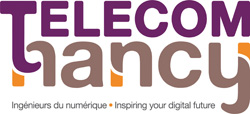 TELECOM
nancy
Ingénieurs du numérique • Inspiring your digital future